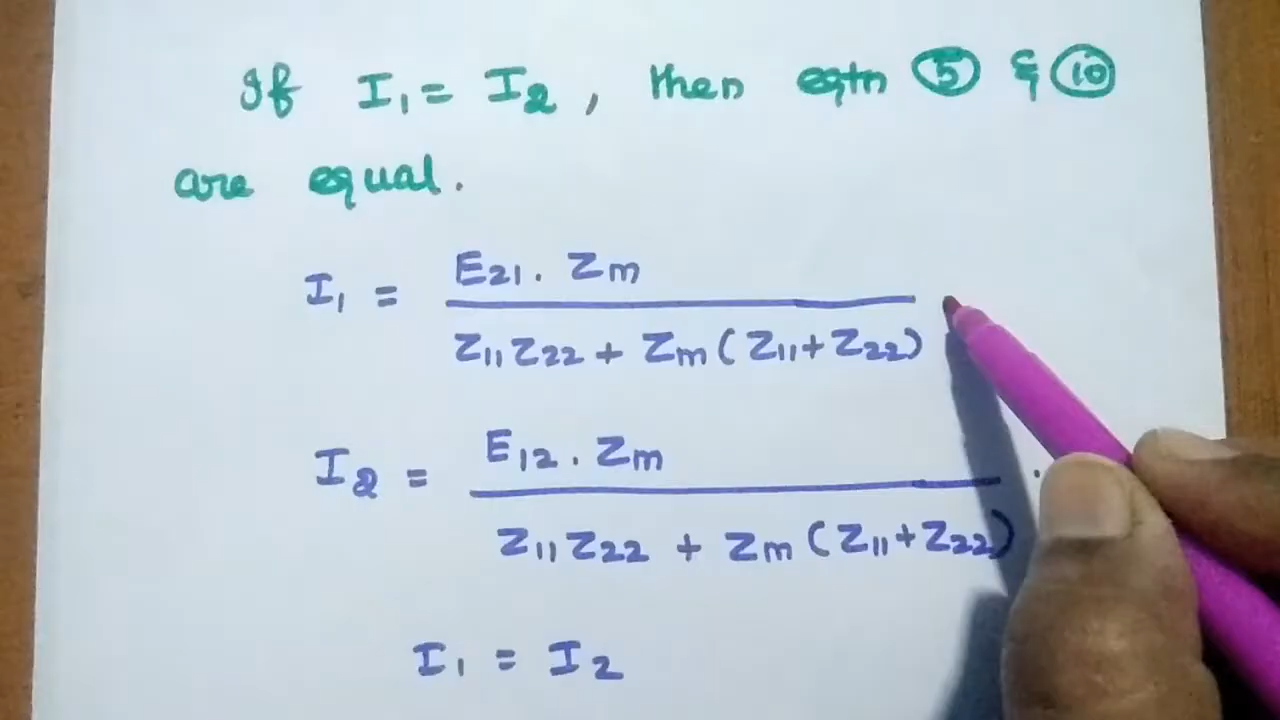 If I₁ = I₂, then eqtn ⑤ & ⑩
are equal.
I₁ = E₂₁ . Zm / Z₁₁Z₂₂ + Zm(Z₁₁+Z₂₂)
I₂ = E₁₂ . Zm / Z₁₁Z₂₂ + Zm(Z₁₁+Z₂₂) .
I₁ = I₂